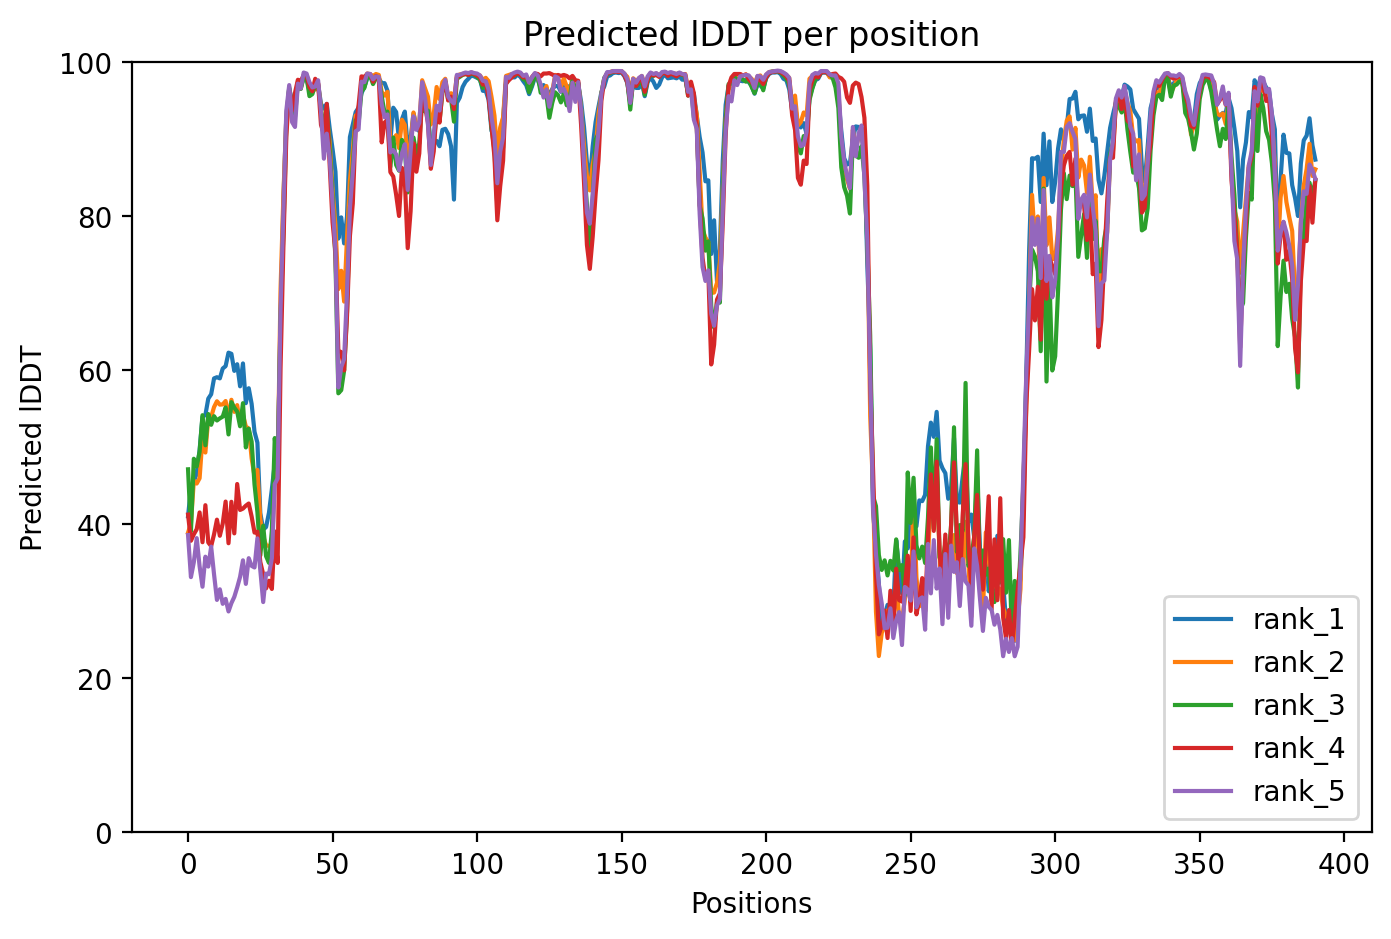 Predicted lDDT per position
100
80
60
40
20
0
Predicted lDDT
0 50 100 150 200 250 300 350 400
Positions
rank_1
rank_2
rank_3
rank_4
rank_5